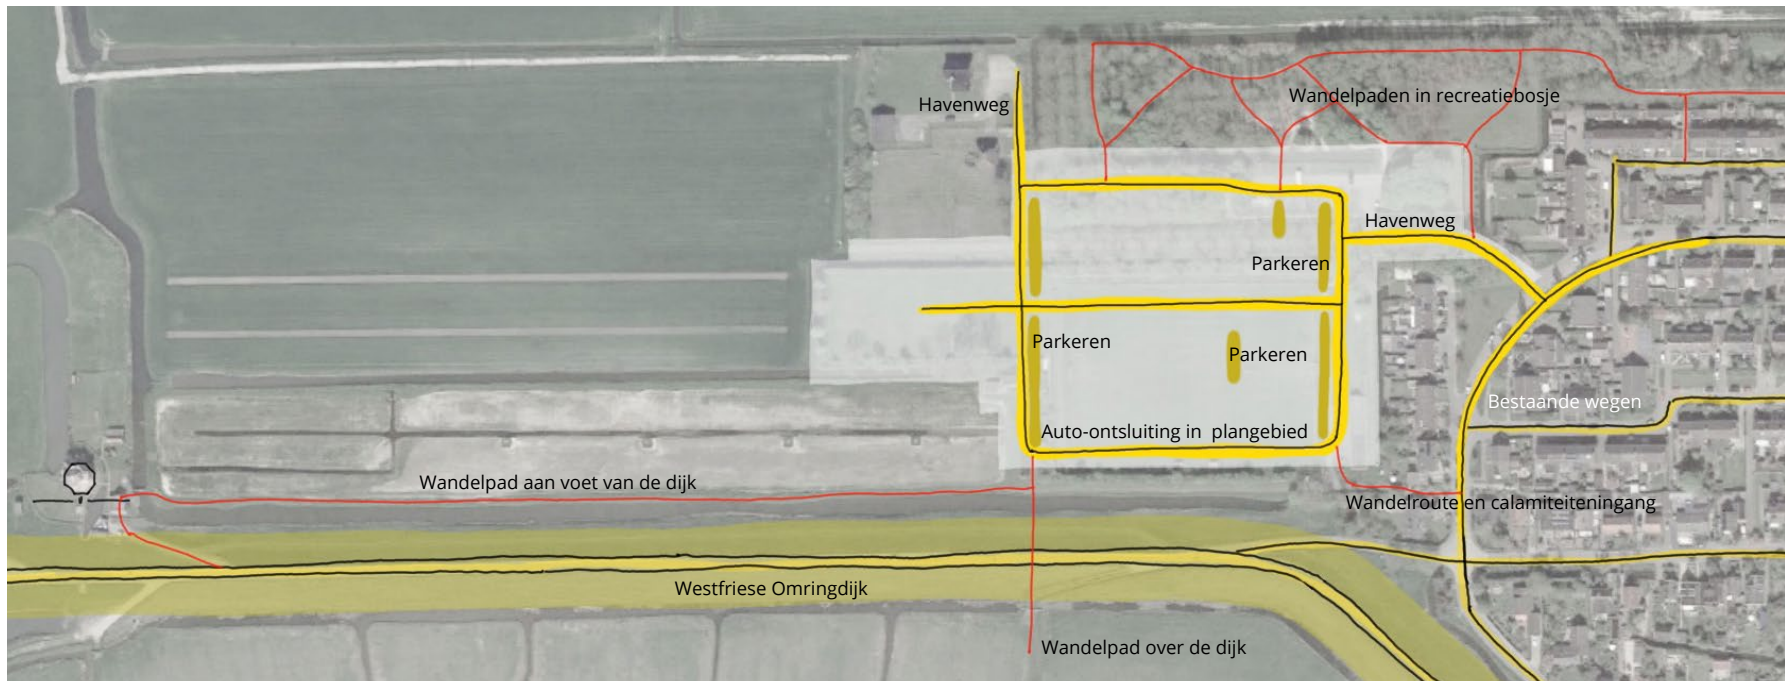 Havenweg
Wandelpaden in recreatiebosje
Havenweg
Parkeren
Parkeren
Parkeren
Bestaande wegen
Auto-ontsluiting in plangebied
Wandelpad aan voet van de dijk
Wandelroute en calamiteiteningang
Westfriese Omringdijk
Wandelpad over de dijk